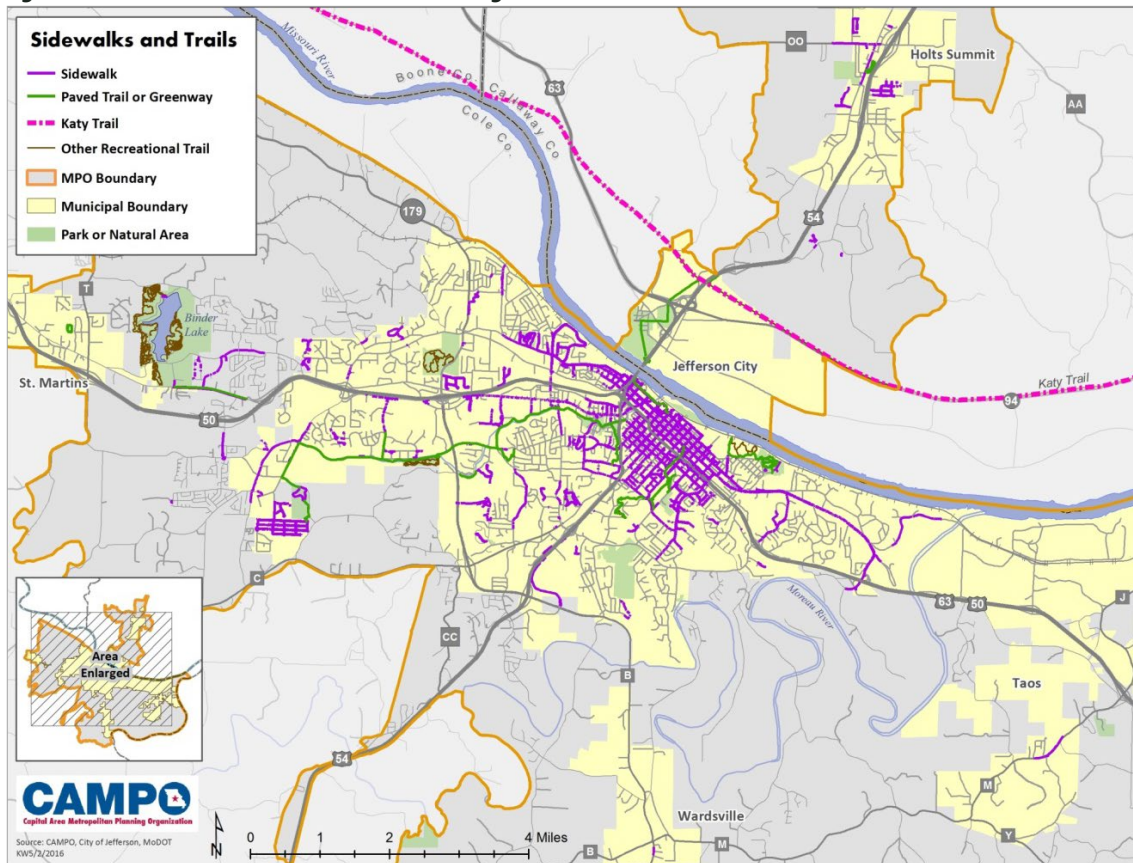 Sidewalks and Trails
Sidewalk
Paved Trail or Greenway
Katy Trail
Other Recreational Trail
MPO Boundary
Municipal Boundary
Park or Natural Area
Missouri River
Boone Co.
Callaway Co
Cole Co.
63
OO
Holts Summit
AA
54
179
T
Binder
Lake
St. Martins
50
Jefferson City
Katy Trail
94
C
CC
63
50
Moreau River
J
B
Taos
Area
Enlarged
54
M
Wardsville
Y
B
M
CAMPO
Capital Area Metropolitan Planning Organization
Source: CAMPO, City of Jefferson, MoDOT
KW5/2/2016
N
0 1 2 4 Miles